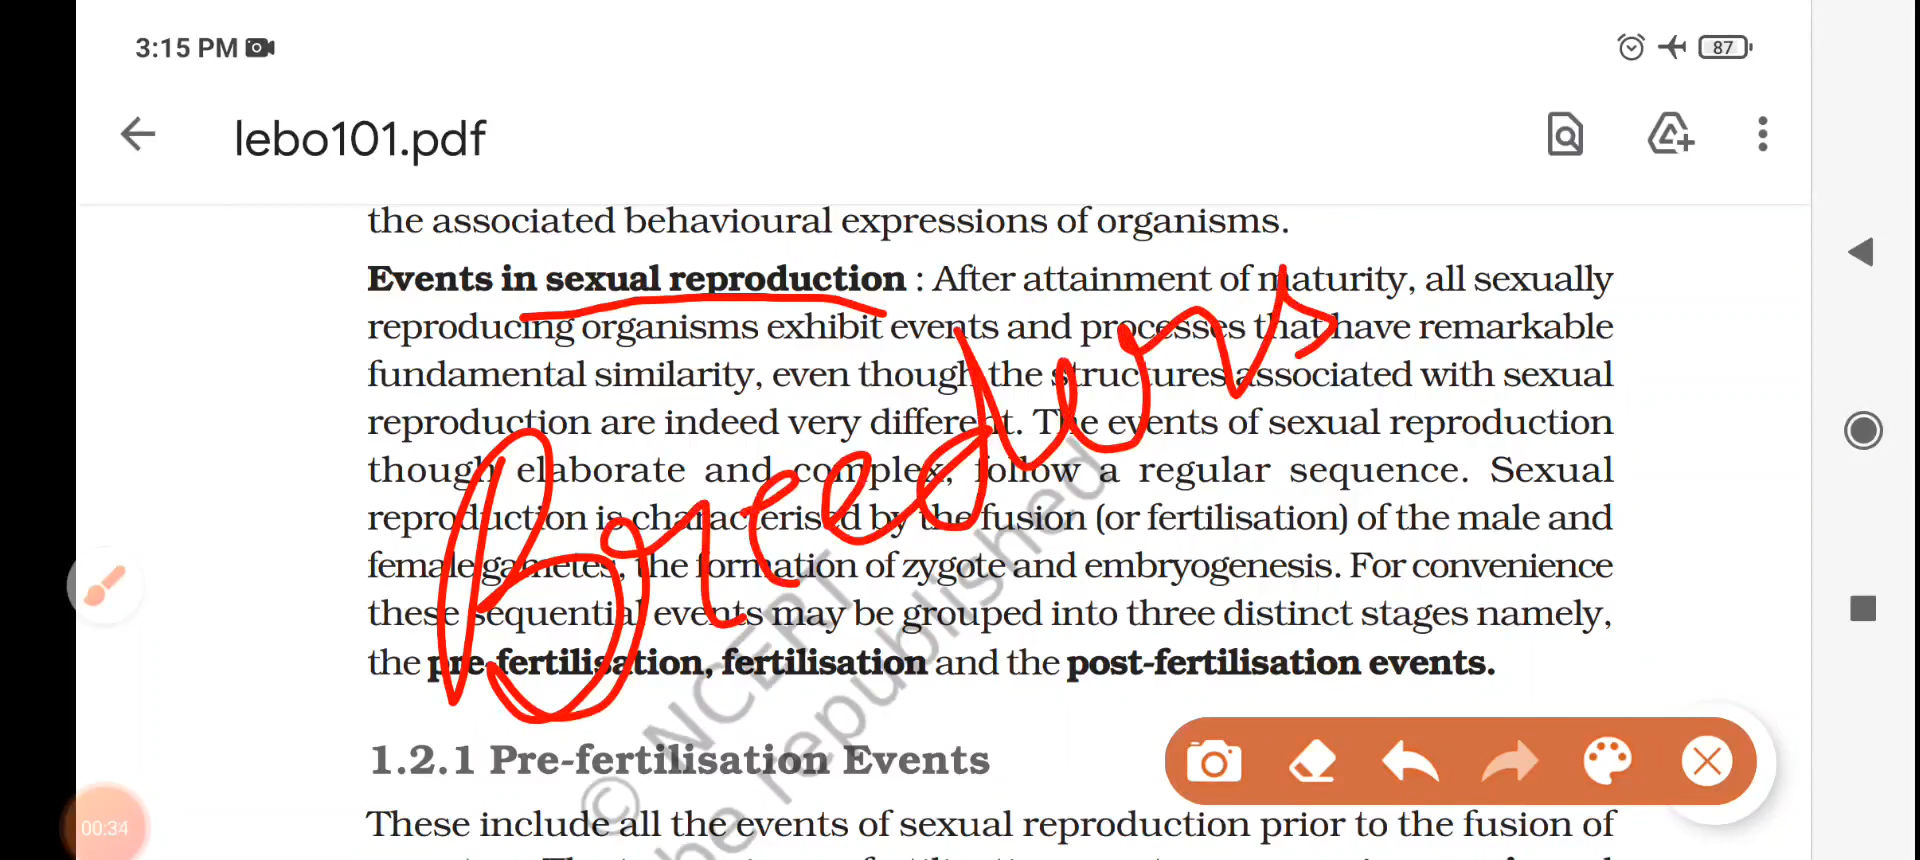 3:15 PM
87
lebo101.pdf
the associated behavioural expressions of organisms.
Events in sexual reproduction : After attainment of maturity, all sexually
reproducing organisms exhibit events and processes that have remarkable
fundamental similarity, even though the structures associated with sexual
reproduction are indeed very different. The events of sexual reproduction
though elaborate and complex, follow a regular sequence. Sexual
reproduction is characterised by the fusion (or fertilisation) of the male and
female gametes, the formation of zygote and embryogenesis. For convenience
these sequential events may be grouped into three distinct stages namely,
the pre-fertilisation, fertilisation and the post-fertilisation events.
Breeders
© NCERT
be republished
1.2.1 Pre-fertilisation Events
These include all the events of sexual reproduction prior to the fusion of
00:34